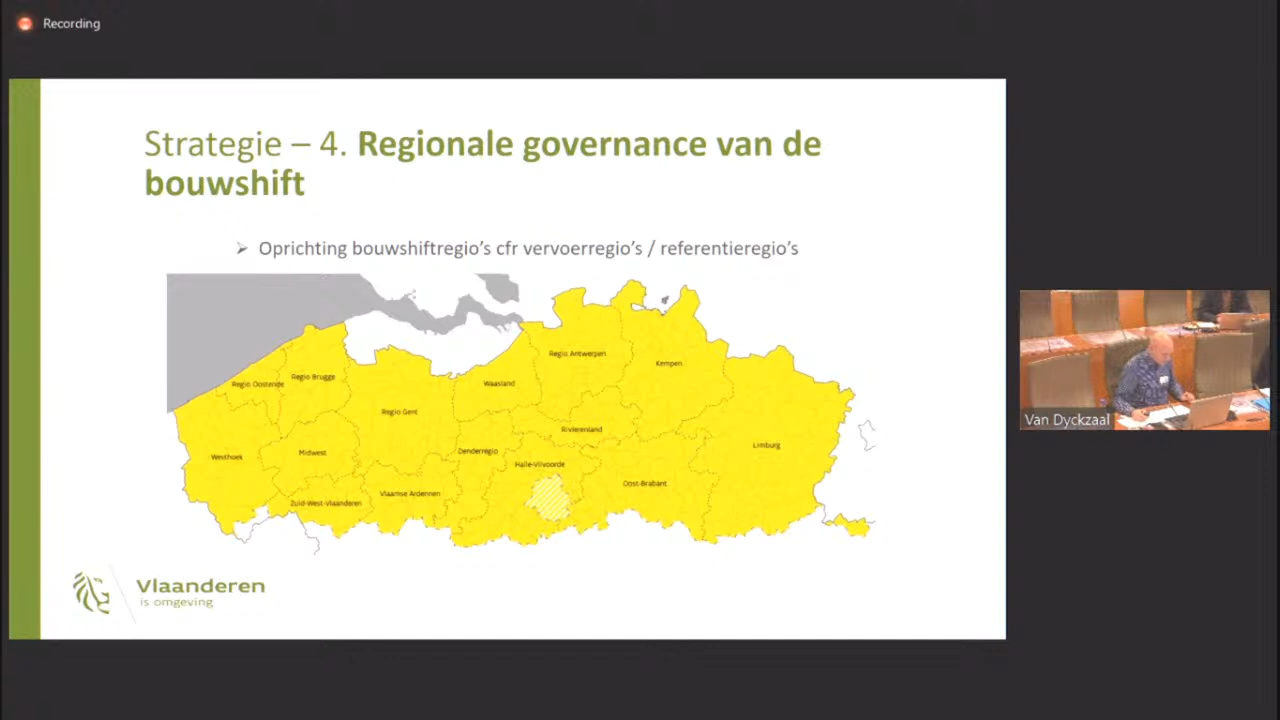 Recording
Strategie – 4. Regionale governance van de
bouwshift
➢ Oprichting bouwshiftregio's cfr vervoerregio's / referentieregio's
Regio Antwerpen
Kempen
Regio Oostende
Regio Brugge
Waasland
Regio Gent
Rivierenland
Limburg
Westhoek
Midwest
Denderregio
Halle-Vilvoorde
Oost-Brabant
Vlaamse Ardennen
Zuid-West-Vlaanderen
Vlaanderen
is omgeving
Van Dyckzaal